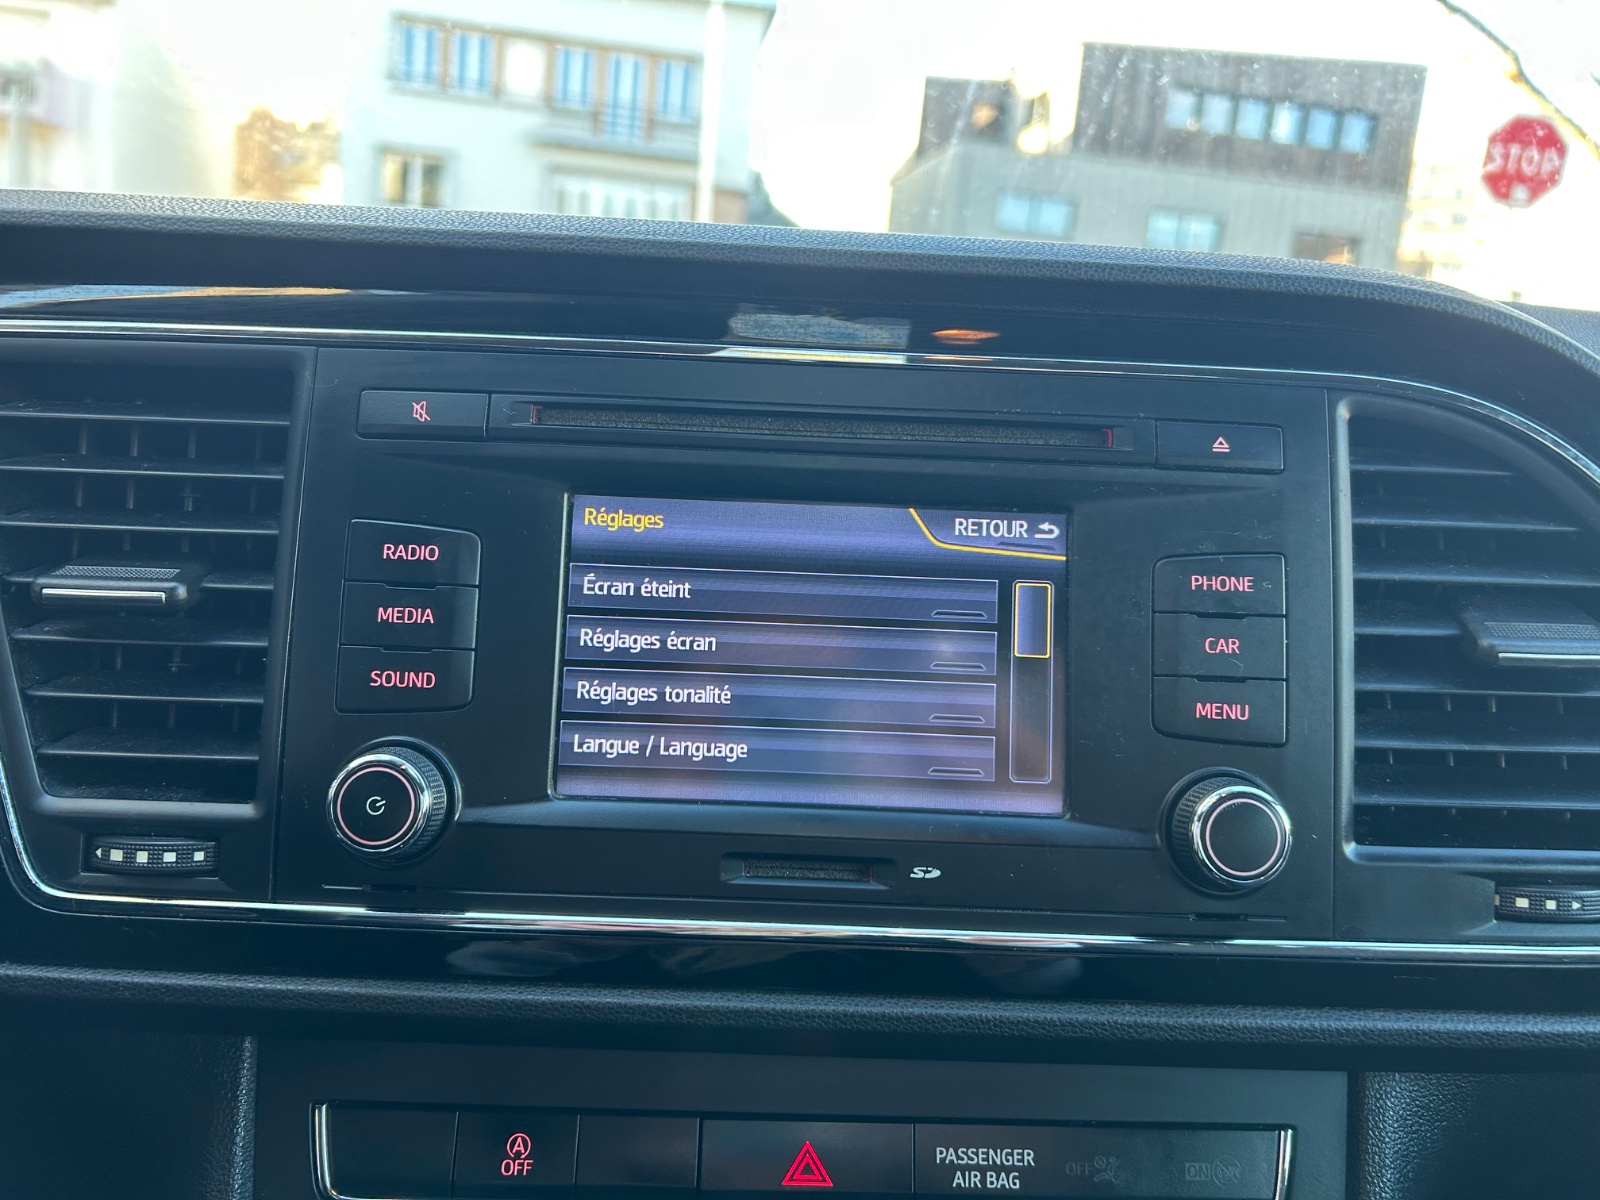 STOP
RADIO
MEDIA
SOUND
Réglages
RETOUR
Écran éteint
Réglages écran
Réglages tonalité
Langue / Language
PHONE
CAR
MENU
SD
A
OFF
PASSENGER
AIR BAG
OFF
ON